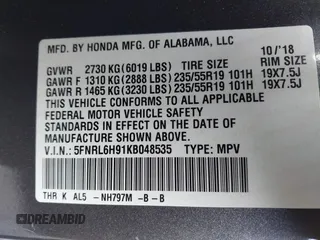 MFD. BY HONDA MFG. OF ALABAMA, LLC
10/'18
GVWR 2730 KG (6019 LBS) TIRE SIZE RIM SIZE
GAWR F 1310 KG (2888 LBS) 235/55R19 101H 19X7.5J
GAWR R 1465 KG (3230 LBS) 235/55R19 101H 19X7.5J
THIS VEHICLE CONFORMS TO ALL APPLICABLE
FEDERAL MOTOR VEHICLE SAFETY
STANDARDS IN EFFECT ON THE DATE OF
MANUFACTURE SHOWN ABOVE.
V.I.N: 5FNRL6H91KB048535 TYPE: MPV
THR K AL5 -NH797M -B -B
DREAMBID